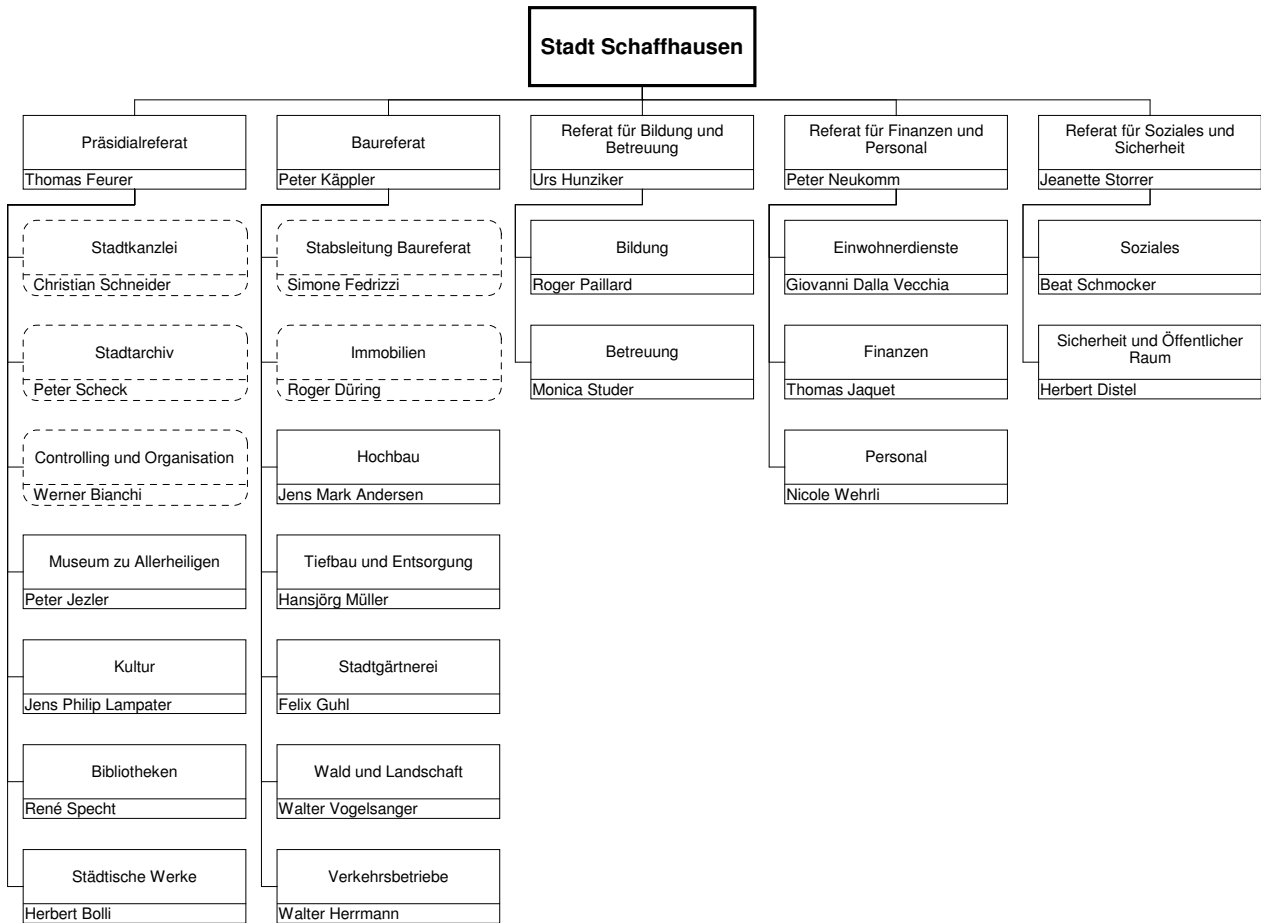 Stadt Schaffhausen
Präsidialreferat
Thomas Feurer
Baureferat
Peter Käppler
Referat für Bildung und
Betreuung
Urs Hunziker
Referat für Finanzen und
Personal
Peter Neukomm
Referat für Soziales und
Sicherheit
Jeanette Storrer
Stadtkanzlei
Christian Schneider
Stadtarchiv
Peter Scheck
Controlling und Organisation
Werner Bianchi
Museum zu Allerheiligen
Peter Jezler
Kultur
Jens Philip Lampater
Bibliotheken
René Specht
Städtische Werke
Herbert Bolli
Stabsleitung Baureferat
Simone Fedrizzi
Immobilien
Roger Düring
Hochbau
Jens Mark Andersen
Tiefbau und Entsorgung
Hansjörg Müller
Stadtgärtnerei
Felix Guhl
Wald und Landschaft
Walter Vogelsanger
Verkehrsbetriebe
Walter Herrmann
Bildung
Roger Paillard
Betreuung
Monica Studer
Einwohnerdienste
Giovanni Dalla Vecchia
Finanzen
Thomas Jaquet
Personal
Nicole Wehrli
Soziales
Beat Schmocker
Sicherheit und Öffentlicher
Raum
Herbert Distel